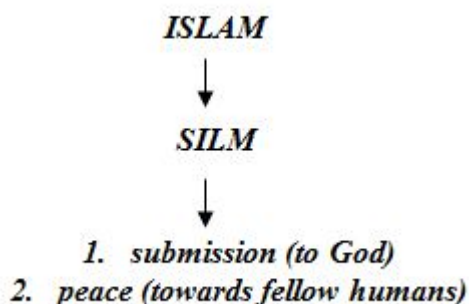 ISLAM
SILM
1. submission (to God)
2. peace (towards fellow humans)